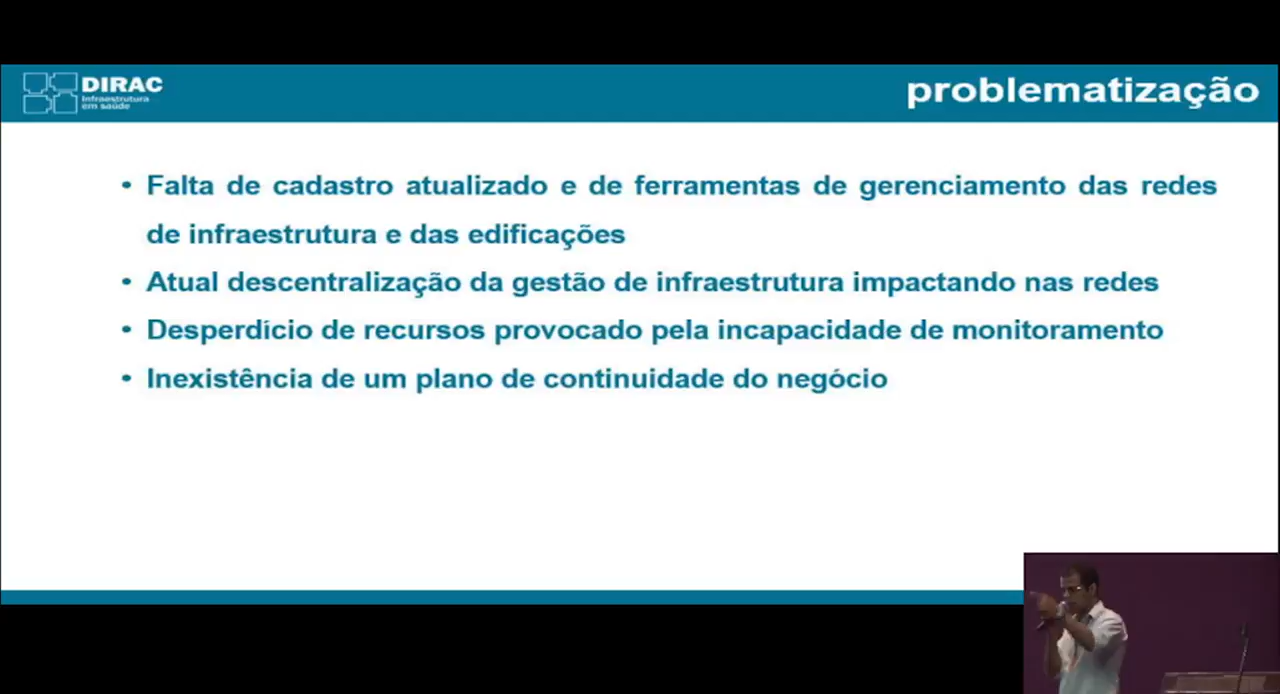 DIRAC
Infraestrutura
em saúde
problematização
• Falta de cadastro atualizado e de ferramentas de gerenciamento das redes
de infraestrutura e das edificações
• Atual descentralização da gestão de infraestrutura impactando nas redes
• Desperdício de recursos provocado pela incapacidade de monitoramento
• Inexistência de um plano de continuidade do negócio